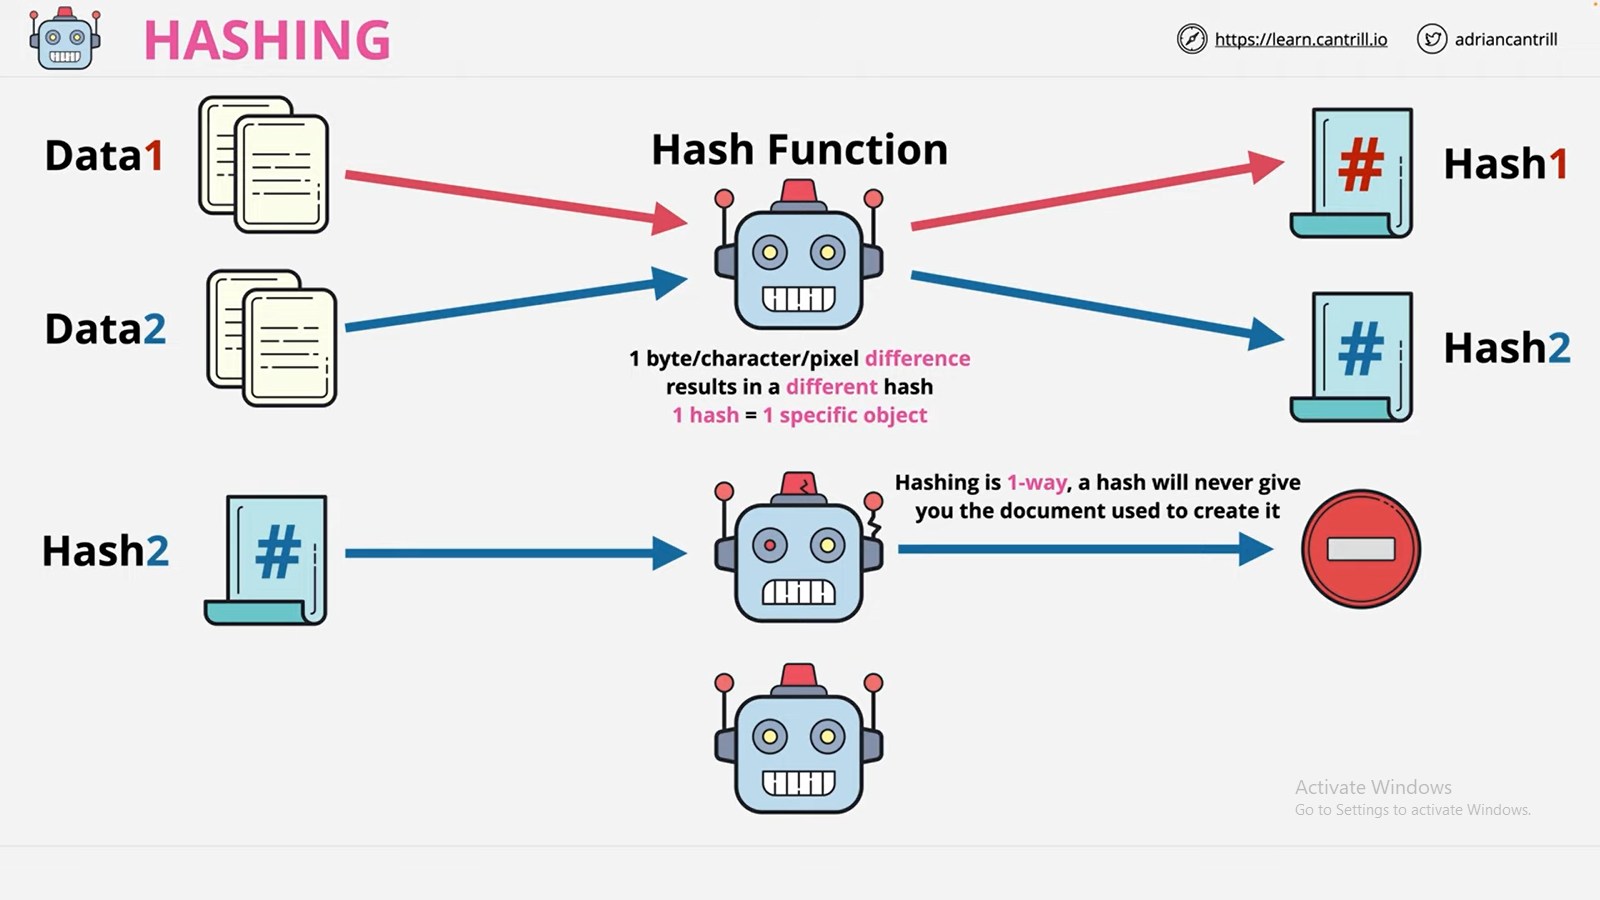 HASHING
https://learn.cantrill.io
adriancantrill
Data1
Hash Function
#
Hash1
Data2
#
Hash2
1 byte/character/pixel difference
results in a different hash
1 hash = 1 specific object
Hashing is 1-way, a hash will never give
you the document used to create it
Hash2
#
Activate Windows
Go to Settings to activate Windows.